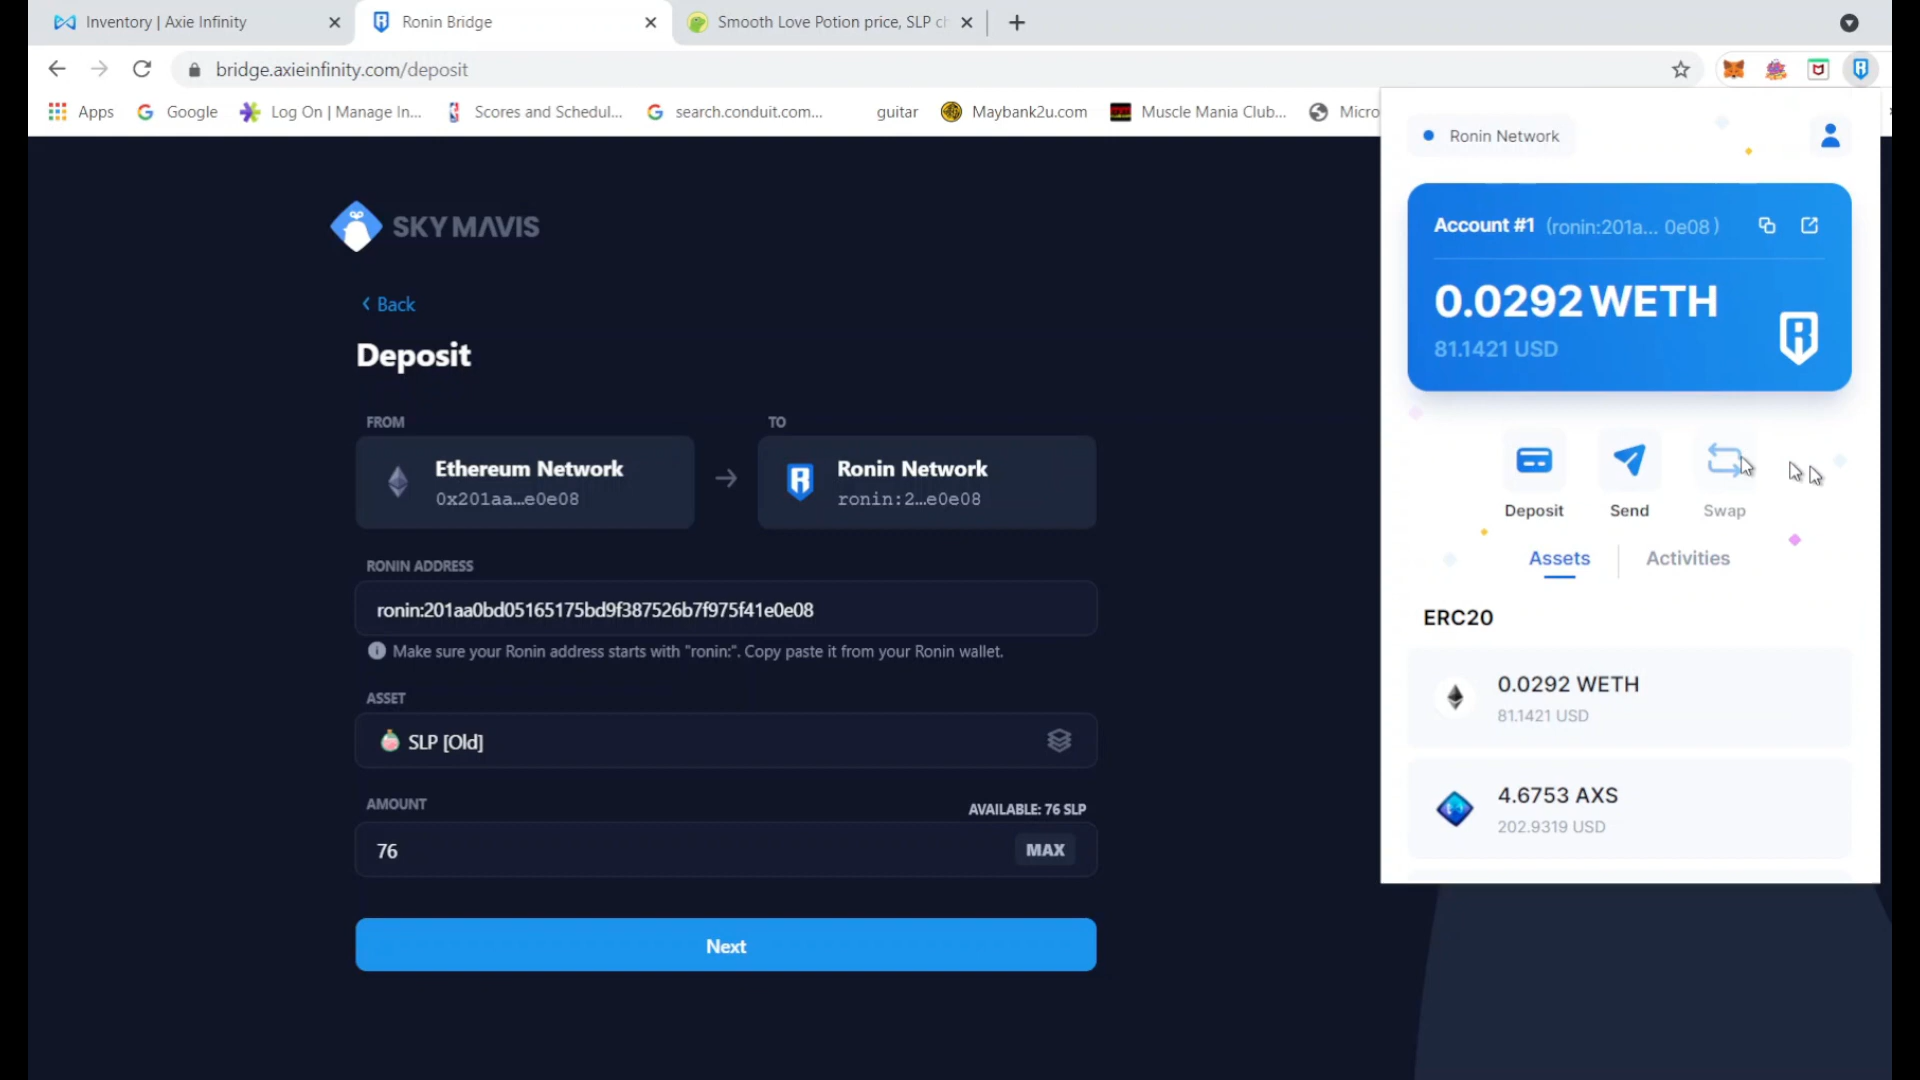 Inventory | Axie Infinity
Ronin Bridge
Smooth Love Potion price, SLP ch
bridge.axieinfinity.com/deposit
Apps
Google
Log On | Manage In...
Scores and Schedul...
search.conduit.com...
guitar
Maybank2u.com
Muscle Mania Club...
Micro
Ronin Network
Account #1 (ronin:201a... 0e08 )
0.0292 WETH
81.1421 USD
Deposit
Send
Swap
Assets
Activities
ERC20
0.0292 WETH
81.1421 USD
4.6753 AXS
202.9319 USD
SKY MAVIS
Back
Deposit
FROM
TO
Ethereum Network
0x201aa…e0e08
Ronin Network
ronin:2…e0e08
RONIN ADDRESS
ronin:201aa0bd05165175bd9f387526b7f975f41e0e08
Make sure your Ronin address starts with "ronin:". Copy paste it from your Ronin wallet.
ASSET
SLP [Old]
AMOUNT
AVAILABLE: 76 SLP
76
MAX
Next